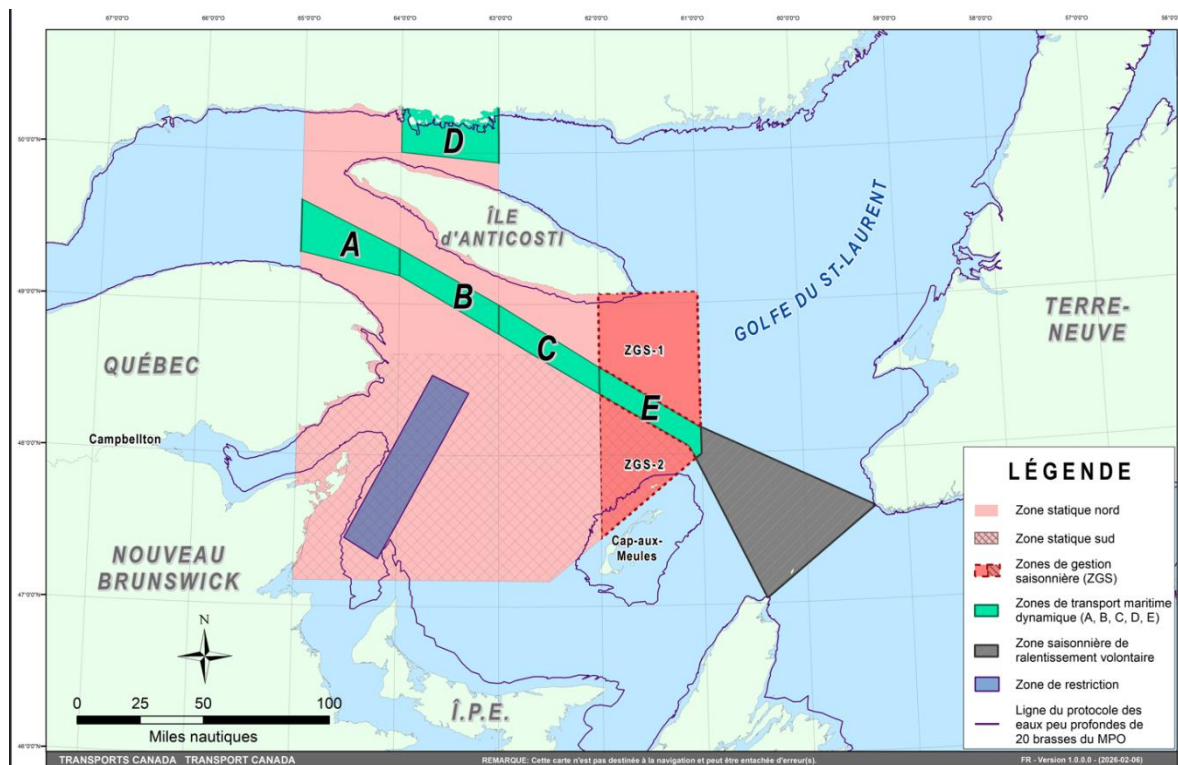 67°0'0"O 66°0'0"O 65°0'0"O 64°0'0"O 63°0'0"O 62°0'0"O 61°0'0"O 60°0'0"O 59°0'0"O 58°0'0"O 57°0'0"O
50°0'0"N
D
ÎLE
d'ANTICOSTI
A
B
49°0'0"N
GOLFE DU ST-LAURENT
TERRE-
NEUVE
QUÉBEC
C
ZGS-1
E
Campbellton
48°0'0"N
ZGS-2
Cap-aux-
Meules
NOUVEAU
BRUNSWICK
47°0'0"N
N
Î.P.E.
46°0'0"N
0 25 50 100
Miles nautiques
LÉGENDE
Zone statique nord
Zone statique sud
Zones de gestion
saisonnière (ZGS)
Zones de transport maritime
dynamique (A, B, C, D, E)
Zone saisonnière de
ralentissement volontaire
Zone de restriction
Ligne du protocole des
eaux peu profondes de
20 brasses du MPO
TRANSPORTS CANADA TRANSPORT CANADA
REMARQUE: Cette carte n'est pas destinée à la navigation et peut être entachée d'erreur(s).
FR - Version 1.0.0.0 - (2026-02-06)